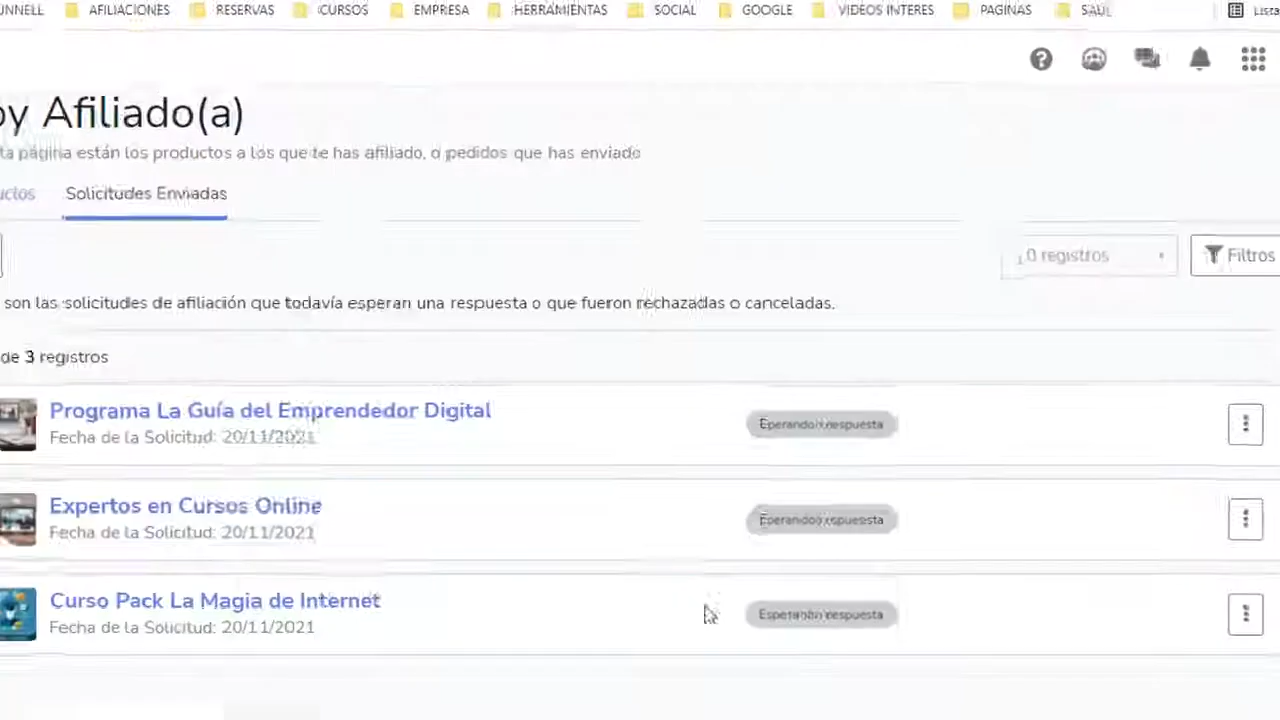 UNNELL AFILIACIONES RESERVAS CURSOS EMPRESA HERRAMIENTAS SOCIAL GOOGLE VIDEOS INTERES PAGINAS SAUL Lista
oy Afiliado(a)
ta página están los productos a los que te has afiliado, o pedidos que has enviado
uctos Solicitudes Enviadas
0 registros Filtros
son las solicitudes de afiliación que todavía esperan una respuesta o que fueron rechazadas o canceladas.
de 3 registros
Programa La Guía del Emprendedor Digital
Fecha de la Solicitud: 20/11/2021
Esperando respuesta
Expertos en Cursos Online
Fecha de la Solicitud: 20/11/2021
Esperando respuesta
Curso Pack La Magia de Internet
Fecha de la Solicitud: 20/11/2021
Esperando respuesta